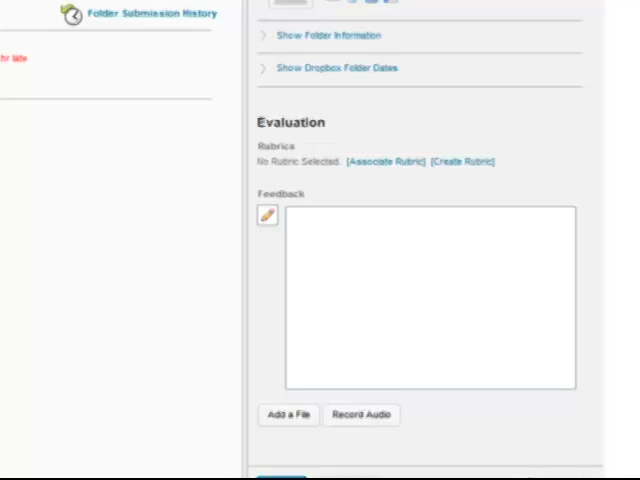 Folder Submission History
Show Folder Information
hr late
Show Dropbox Folder Dates
Evaluation
Rubrics
No Rubric Selected. [Associate Rubric] [Create Rubric]
Feedback
Add a File
Record Audio